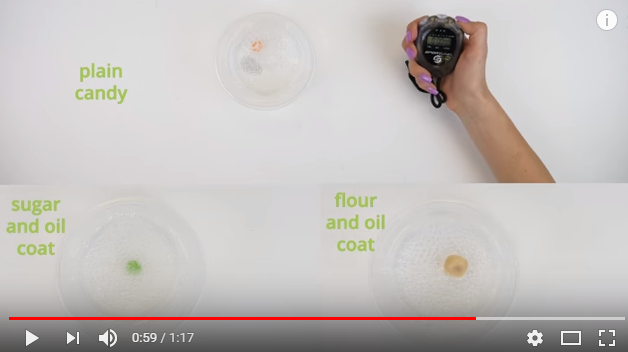 plain
candy
sugar
and oil
coat
flour
and oil
coat
0:59 / 1:17